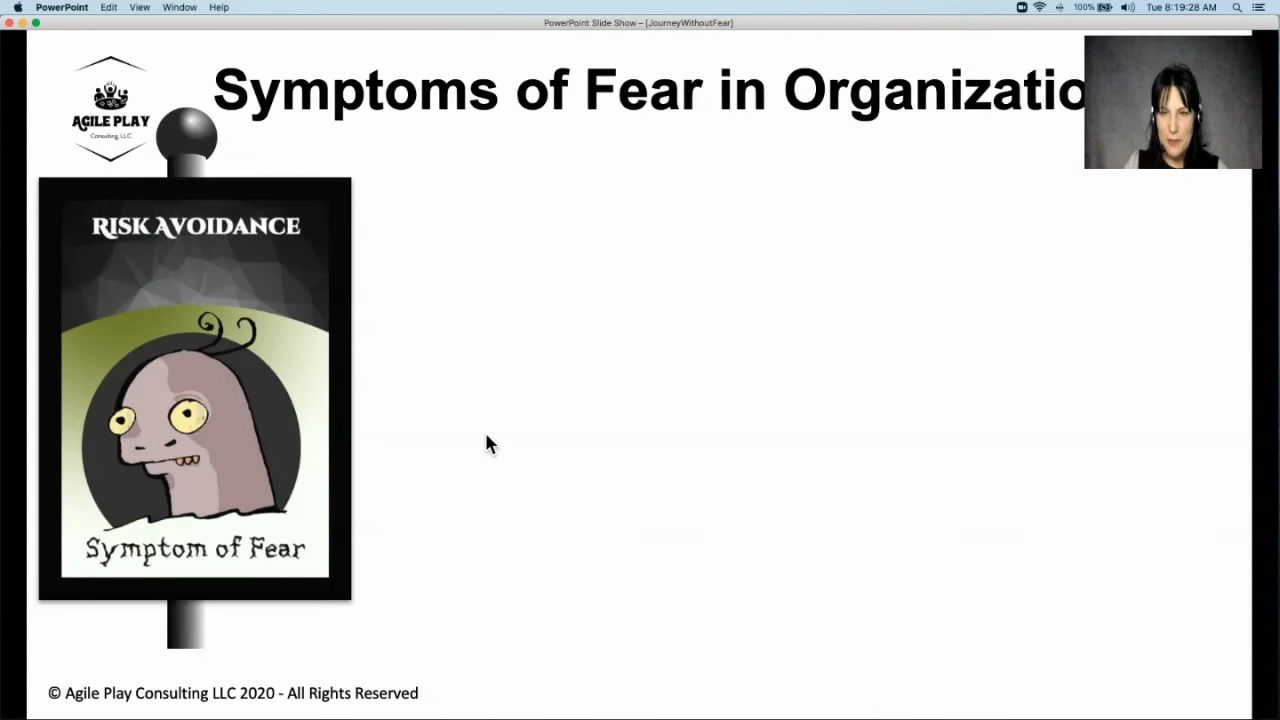 PowerPoint Edit View Window Help 100% Tue 8:19:28 AM
PowerPoint Slide Show – [JourneyWithoutFear]
Symptoms of Fear in Organizatio
AGILE PLAY
Consulting, LLC
RISK AVOIDANCE
Symptom of Fear
© Agile Play Consulting LLC 2020 - All Rights Reserved